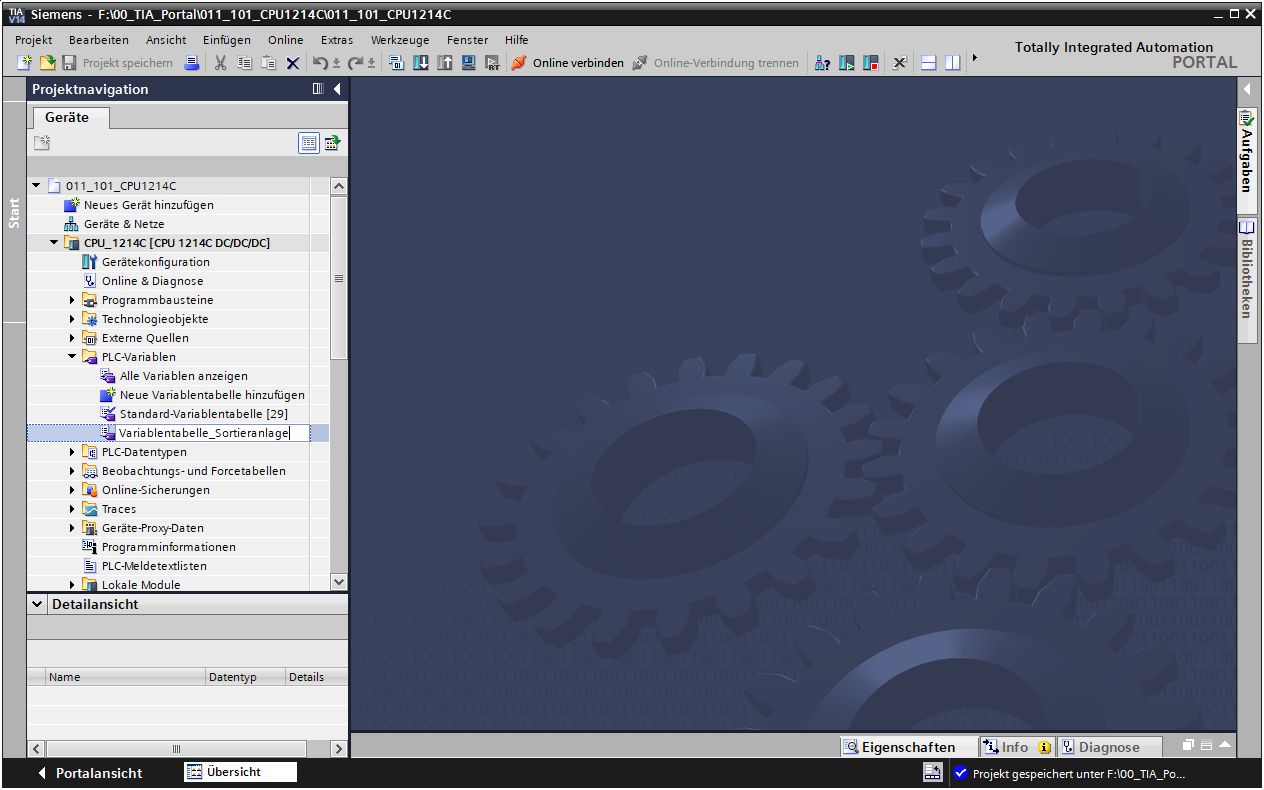 TIA V14 Siemens - F:\00_TIA_Portal\011_101_CPU1214C\011_101_CPU1214C
Projekt Bearbeiten Ansicht Einfügen Online Extras Werkzeuge Fenster Hilfe
Totally Integrated Automation
PORTAL
Projekt speichern Online verbinden Online-Verbindung trennen
Projektnavigation
Geräte
Start
011_101_CPU1214C
Neues Gerät hinzufügen
Geräte & Netze
CPU_1214C [CPU 1214C DC/DC/DC]
Gerätekonfiguration
Online & Diagnose
Programmbausteine
Technologieobjekte
Externe Quellen
PLC-Variablen
Alle Variablen anzeigen
Neue Variablentabelle hinzufügen
Standard-Variablentabelle [29]
Variablentabelle_Sortieranlage
PLC-Datentypen
Beobachtungs- und Forcetabellen
Online-Sicherungen
Traces
Geräte-Proxy-Daten
Programminformationen
PLC-Meldetextlisten
Lokale Module
Detailansicht
Name Datentyp Details
Aufgaben
Bibliotheken
Eigenschaften Info Diagnose
Portalansicht Übersicht Projekt gespeichert unter F:\00_TIA_Po...